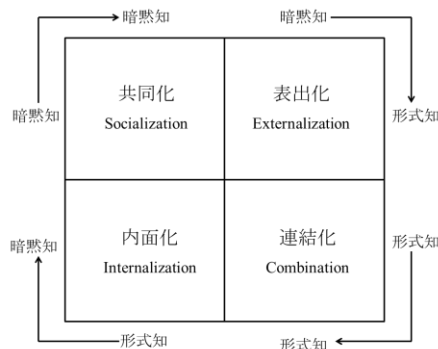 暗黙知
暗黙知
暗黙知
共同化
Socialization
表出化
Externalization
形式知
暗黙知
内面化
Internalization
連結化
Combination
形式知
形式知
形式知